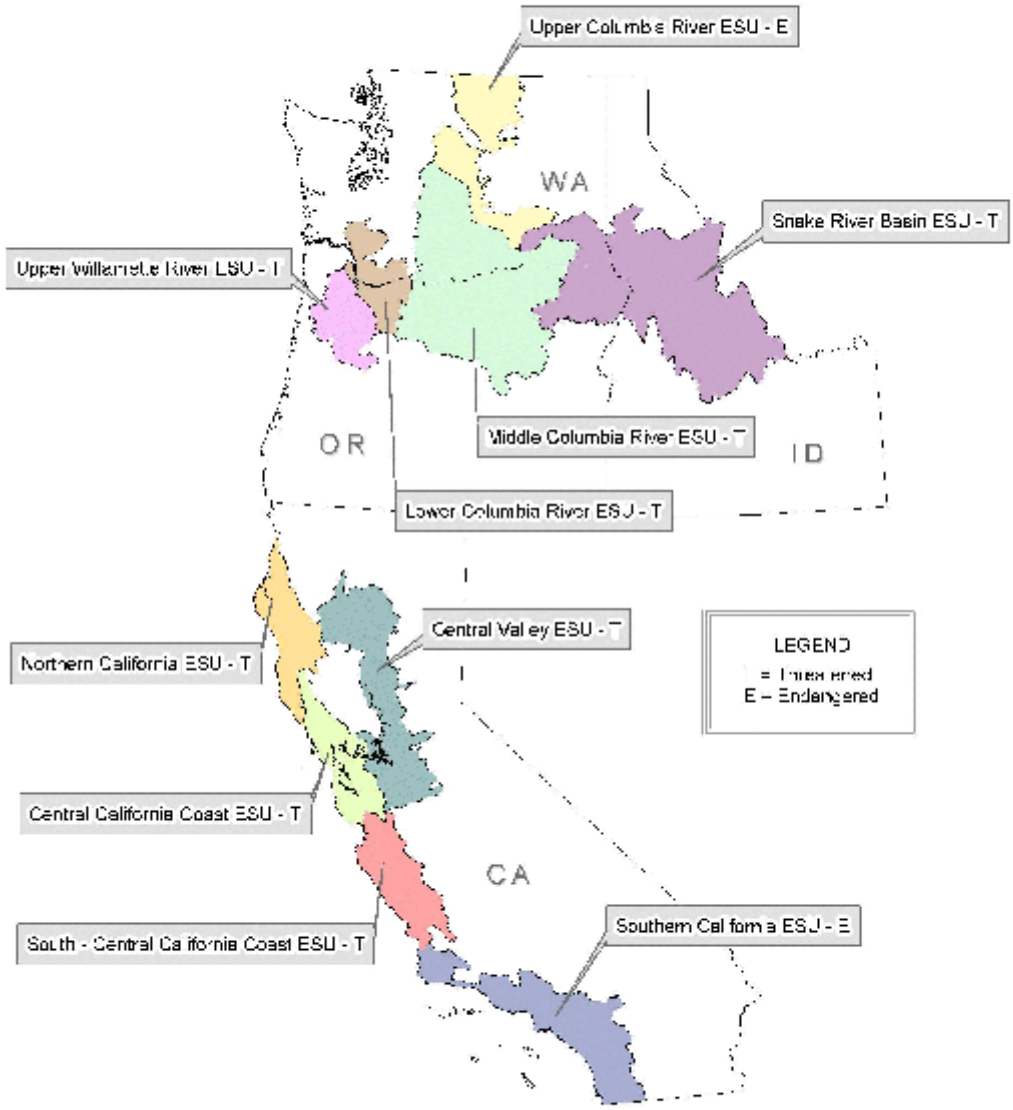 Upper Columbia River ESU - E
WA
Snake River Basin ESU - T
Upper Willamette River ESU - T
Middle Columbia River ESU - T
OR
ID
Lower Columbia River ESU - T
Central Valley ESU - T
LEGEND
T = Threatened
E = Endangered
Northern California ESU - T
Central California Coast ESU - T
CA
Southern California ESU - E
South - Central California Coast ESU - T